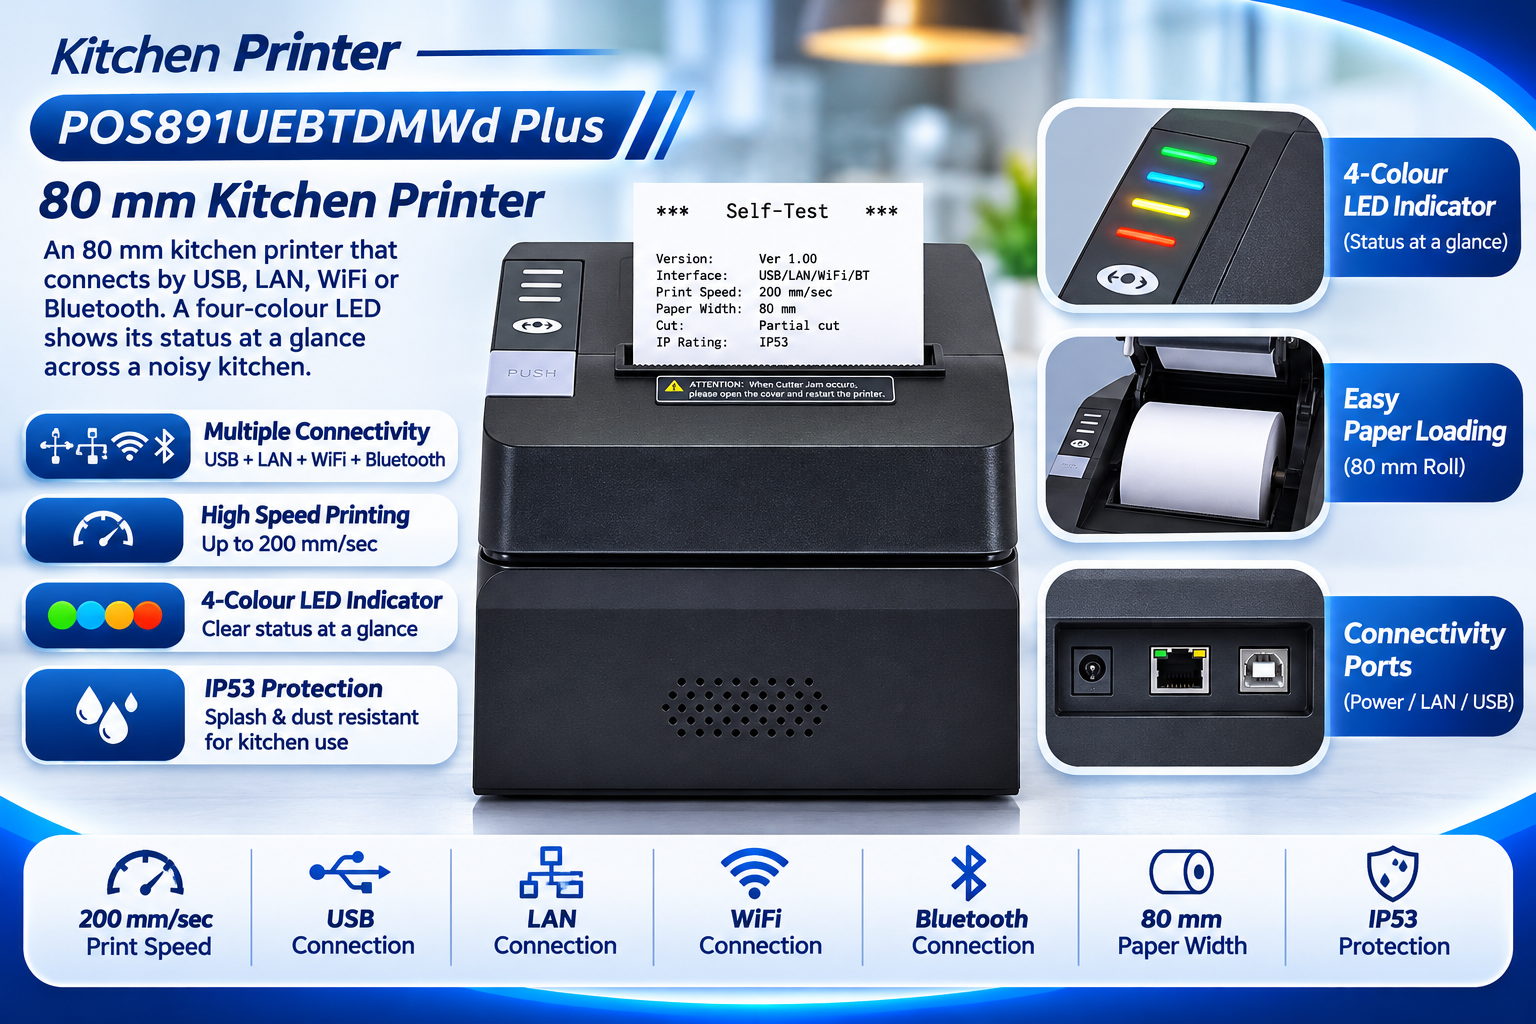 Kitchen Printer
POS891UEBTDMWd Plus
80 mm Kitchen Printer
An 80 mm kitchen printer that
connects by USB, LAN, WiFi or
Bluetooth. A four-colour LED
shows its status at a glance
across a noisy kitchen.
Multiple Connectivity
USB + LAN + WiFi + Bluetooth
High Speed Printing
Up to 200 mm/sec
4-Colour LED Indicator
Clear status at a glance
IP53 Protection
Splash & dust resistant
for kitchen use
*** Self-Test ***
Version: Ver 1.00
Interface: USB/LAN/WiFi/BT
Print Speed: 200 mm/sec
Paper Width: 80 mm
Cut: Partial cut
IP Rating: IP53
PUSH
ATTENTION: When Cutter Jam occurs,
please open the cover and restart the printer.
4-Colour
LED Indicator
(Status at a glance)
Easy
Paper Loading
(80 mm Roll)
Connectivity
Ports
(Power / LAN / USB)
200 mm/sec
Print Speed
USB
Connection
LAN
Connection
WiFi
Connection
Bluetooth
Connection
80 mm
Paper Width
IP53
Protection